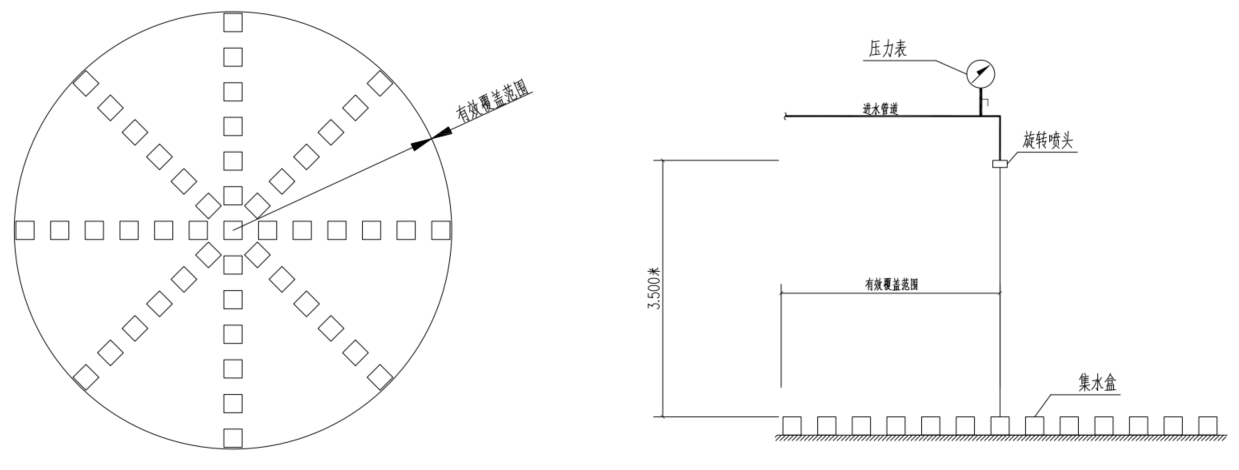 有效覆盖范围
压力表
进水管道
旋转喷头
3.500米
有效覆盖范围
集水盒